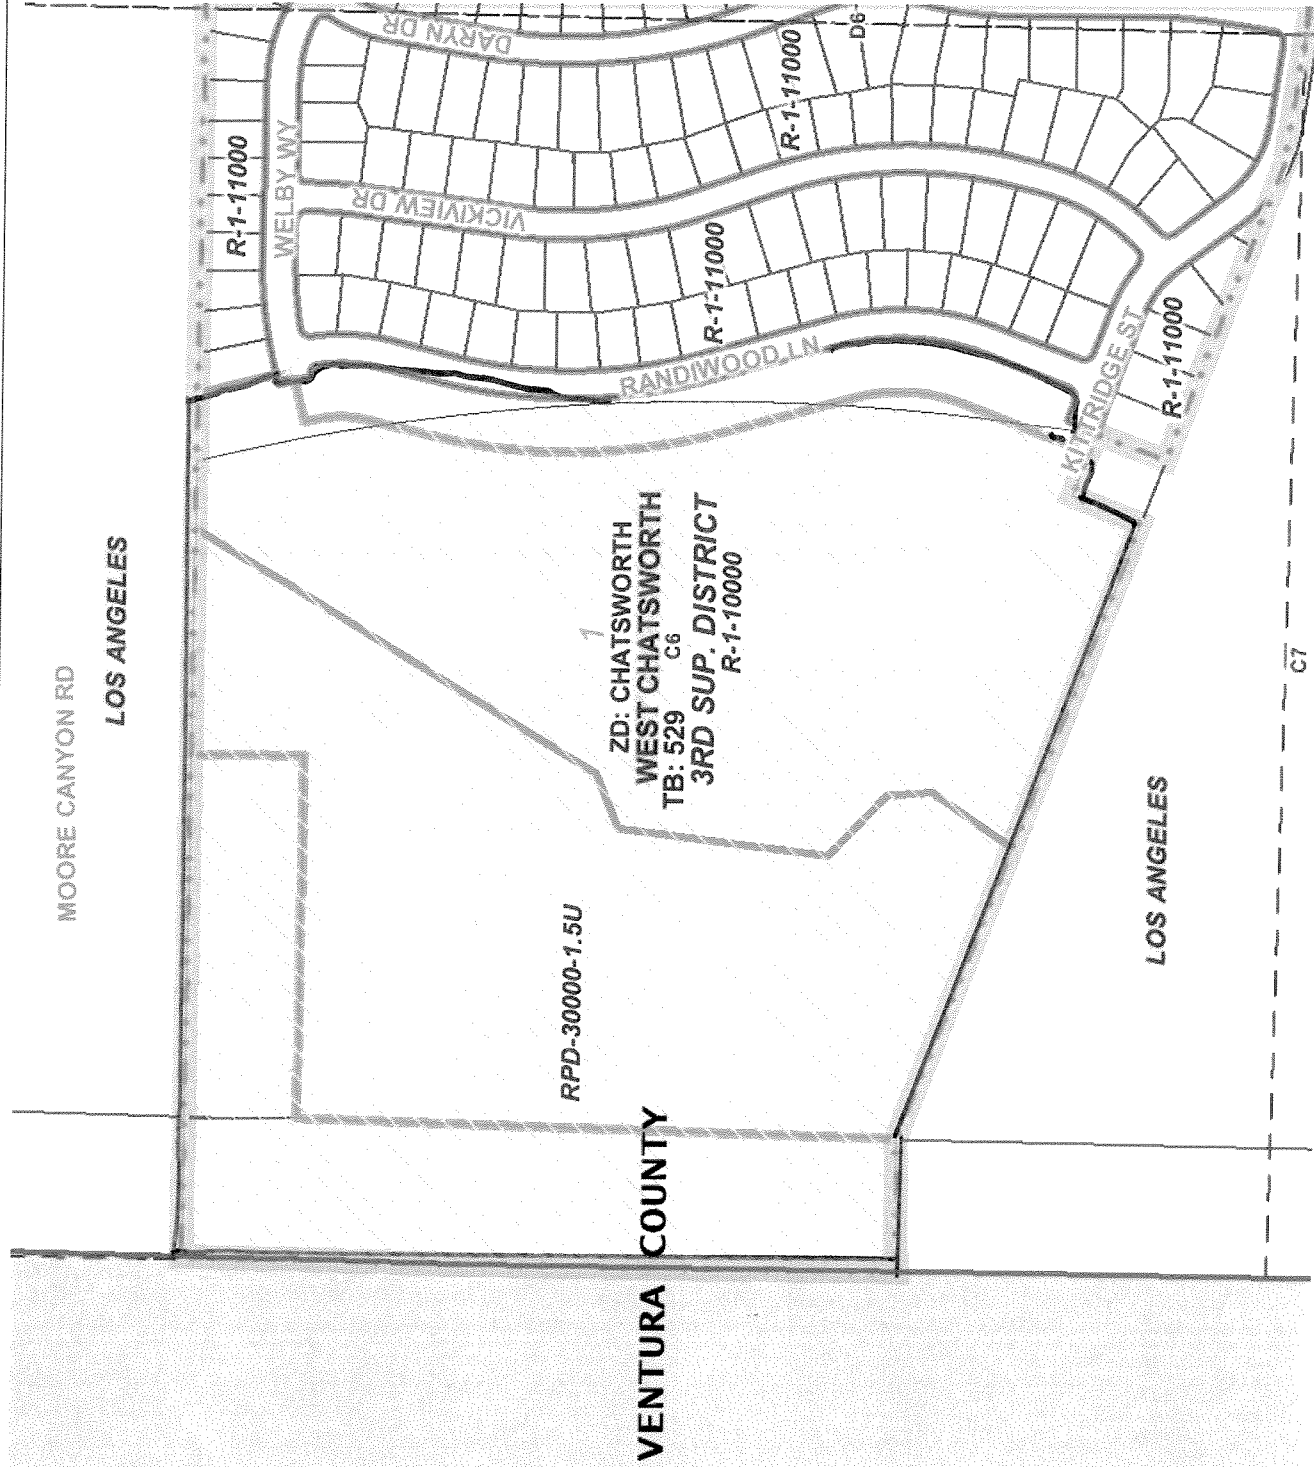 MOORE CANYON RD
LOS ANGELES
R-1-11000
WELBY WY
DARYN DR
VICKIVIEW DR
R-1-11000
D6
R-1-11000
RANDIWOOD LN
KITTRIDGE ST
R-1-11000
1
ZD: CHATSWORTH
WEST CHATSWORTH
TB: 529 C6
3RD SUP. DISTRICT
R-1-10000
RPD-30000-1.5U
VENTURA COUNTY
LOS ANGELES
C7